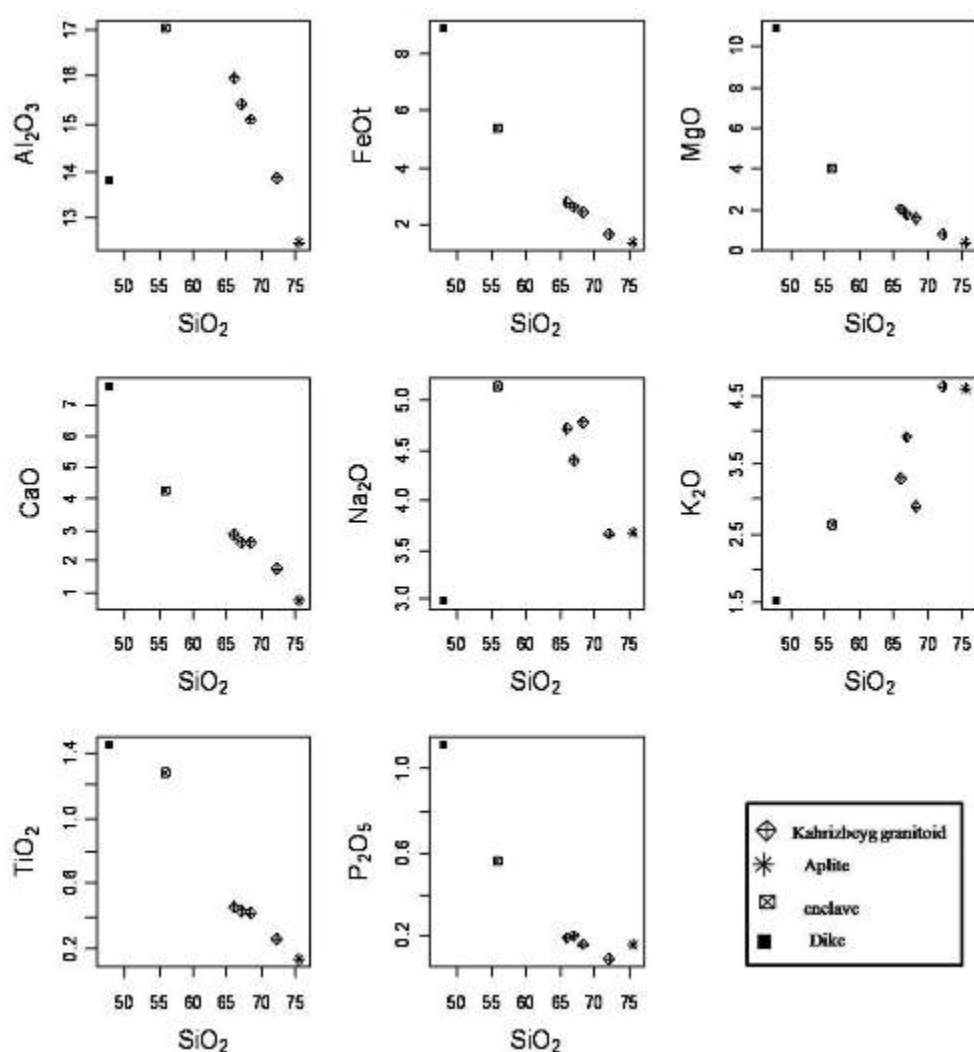 Al₂O₃
17
16
15
14
13
50 55 60 65 70 75
SiO₂
FeOt
8
6
4
2
50 55 60 65 70 75
SiO₂
MgO
10
8
6
4
2
0
50 55 60 65 70 75
SiO₂
CaO
7
6
5
4
3
2
1
50 55 60 65 70 75
SiO₂
Na₂O
5.0
4.5
4.0
3.5
3.0
50 55 60 65 70 75
SiO₂
K₂O
4.5
3.5
2.5
1.5
50 55 60 65 70 75
SiO₂
TiO₂
1.4
1.0
0.6
0.2
50 55 60 65 70 75
SiO₂
P₂O₅
1.0
0.6
0.2
50 55 60 65 70 75
SiO₂
Kahrizbeyg granitoid
Aplite
enclave
Dike